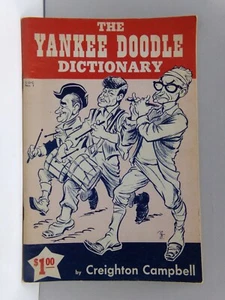 THE
YANKEE DOODLE
DICTIONARY
$1.00
by Creighton Campbell